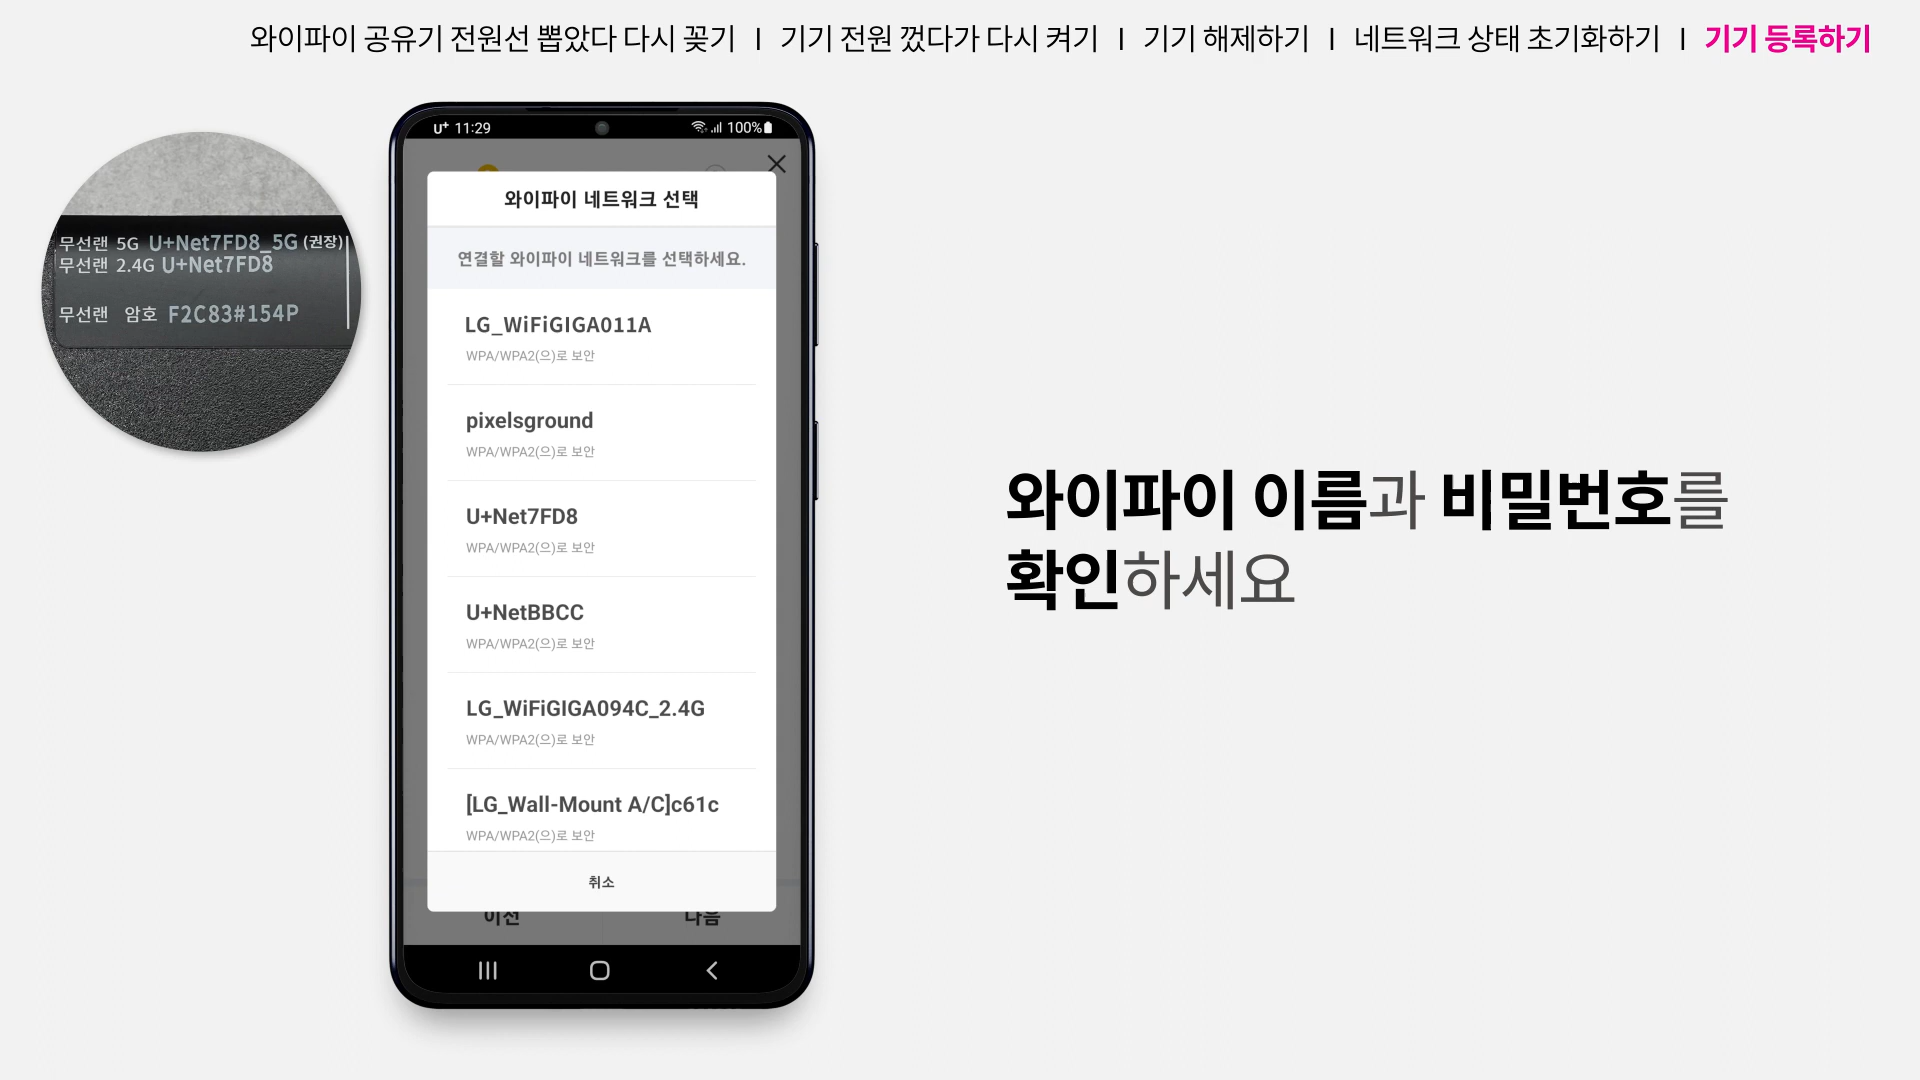 와이파이 공유기 전원선 뽑았다 다시 꽂기 | 기기 전원 껐다가 다시 켜기 | 기기 해제하기 | 네트워크 상태 초기화하기 | 기기 등록하기
무선랜 5G U+Net7FD8_5G (권장)
무선랜 2.4G U+Net7FD8
무선랜 암호 F2C83#154P
U+ 11:29 100%
와이파이 네트워크 선택
연결할 와이파이 네트워크를 선택하세요.
LG_WiFiGIGA011A
WPA/WPA2(으)로 보안
pixelsground
WPA/WPA2(으)로 보안
U+Net7FD8
WPA/WPA2(으)로 보안
U+NetBBCC
WPA/WPA2(으)로 보안
LG_WiFiGIGA094C_2.4G
WPA/WPA2(으)로 보안
[LG_Wall-Mount A/C]c61c
WPA/WPA2(으)로 보안
취소
이전 다음
와이파이 이름과 비밀번호를
확인하세요